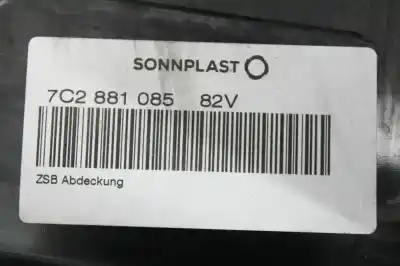 SONNPLAST
7C2 881 085 82V
ZSB Abdeckung